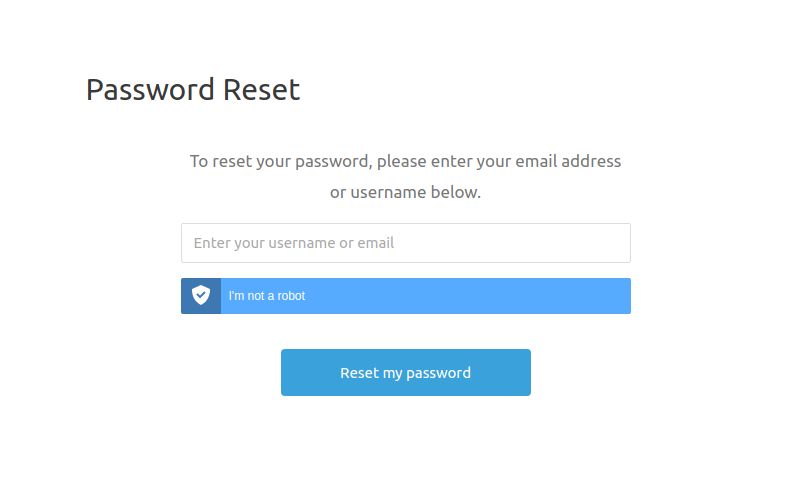 Password Reset
To reset your password, please enter your email address
or username below.
Enter your username or email
I'm not a robot
Reset my password